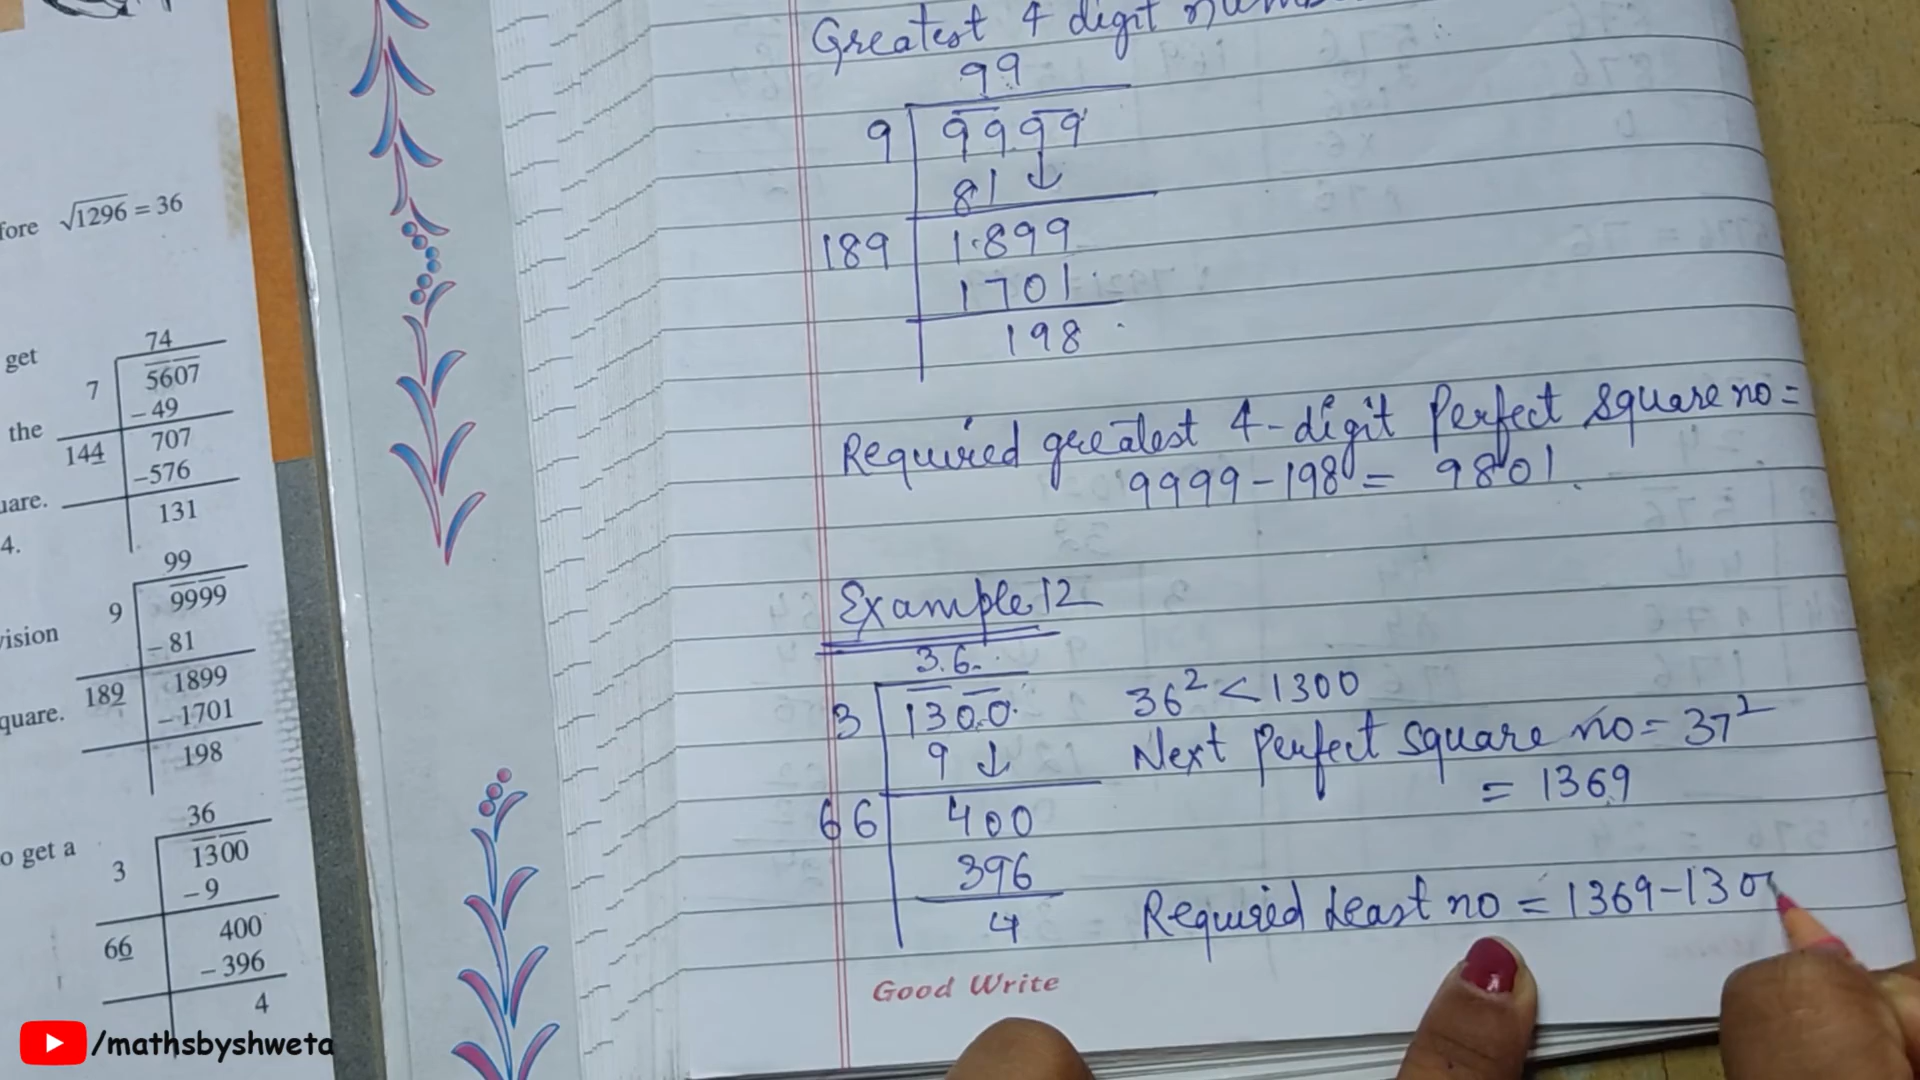 fore √1296 = 36
get
the
uare.
4.
vision
quare.
o get a
74
7 5607
- 49
144 707
-576
131
99
9 9999
- 81
189 1899
- 1701
198
36
3 1300
- 9
66 400
- 396
4
Greatest 4 digit
99
9 9999
81 ↓
189 1899
1701
198
Required greatest 4-digit Perfect Square no =
9999-198 = 9801
Example 12
36
3 1300
9 ↓
66 400
396
4
36² < 1300
Next Perfect Square no = 37²
= 1369
Required Least no = 1369-130
Good Write
/mathsbyshweta